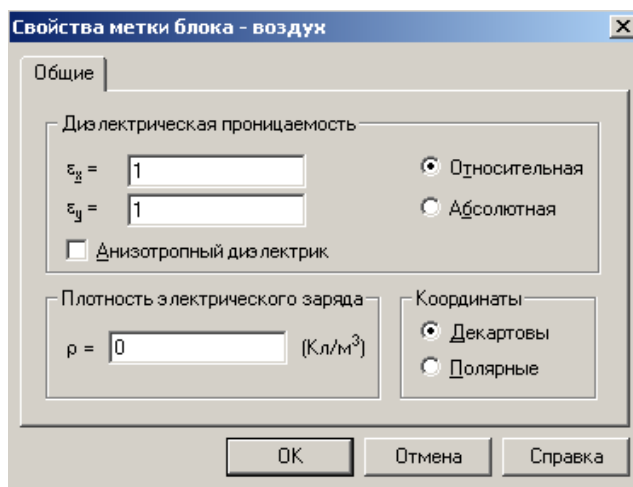 Свойства метки блока - воздух
Общие
Диэлектрическая проницаемость
εx = 1
Относительная
εy = 1
Абсолютная
Анизотропный диэлектрик
Плотность электрического заряда
Координаты
ρ = 0 (Кл/м³)
Декартовы
Полярные
OK Отмена Справка